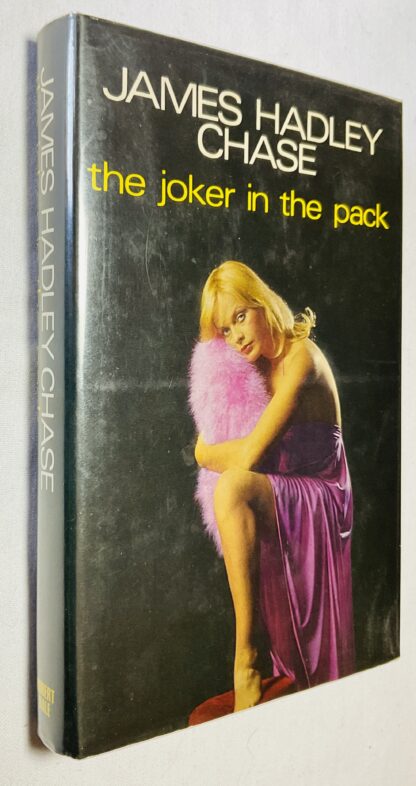 JAMES HADLEY
CHASE
the joker in the pack
JAMES HADLEY CHASE